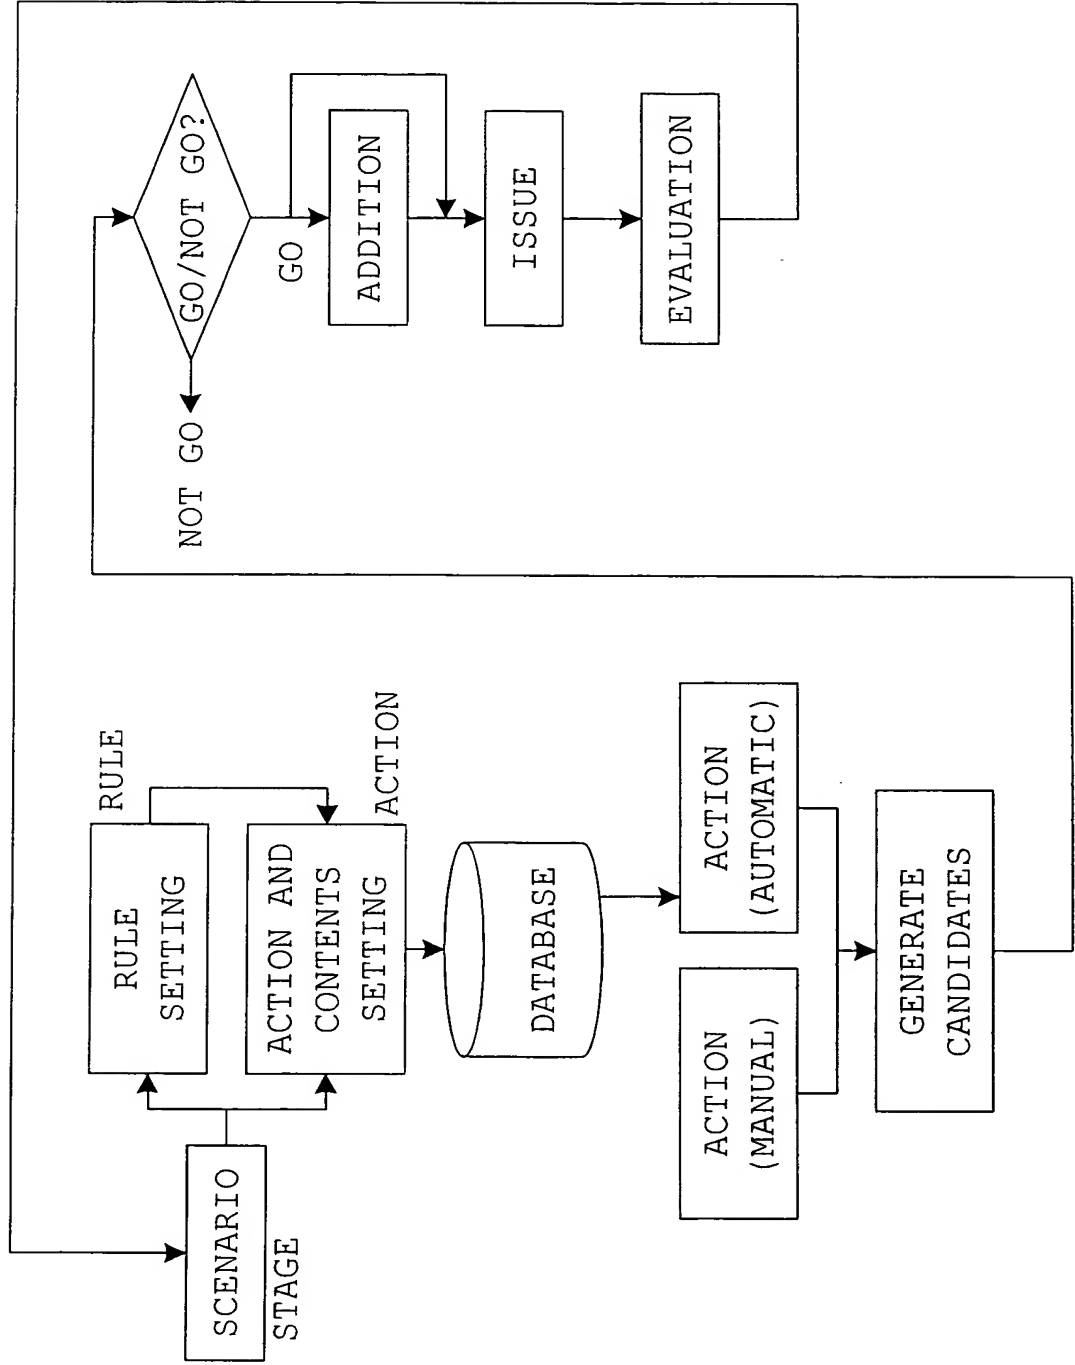 SCENARIO
STAGE
RULE
SETTING
RULE
ACTION AND
CONTENTS
SETTING
ACTION
DATABASE
ACTION
(MANUAL)
ACTION
(AUTOMATIC)
GENERATE
CANDIDATES
GO/NOT GO?
NOT GO
GO
ADDITION
ISSUE
EVALUATION